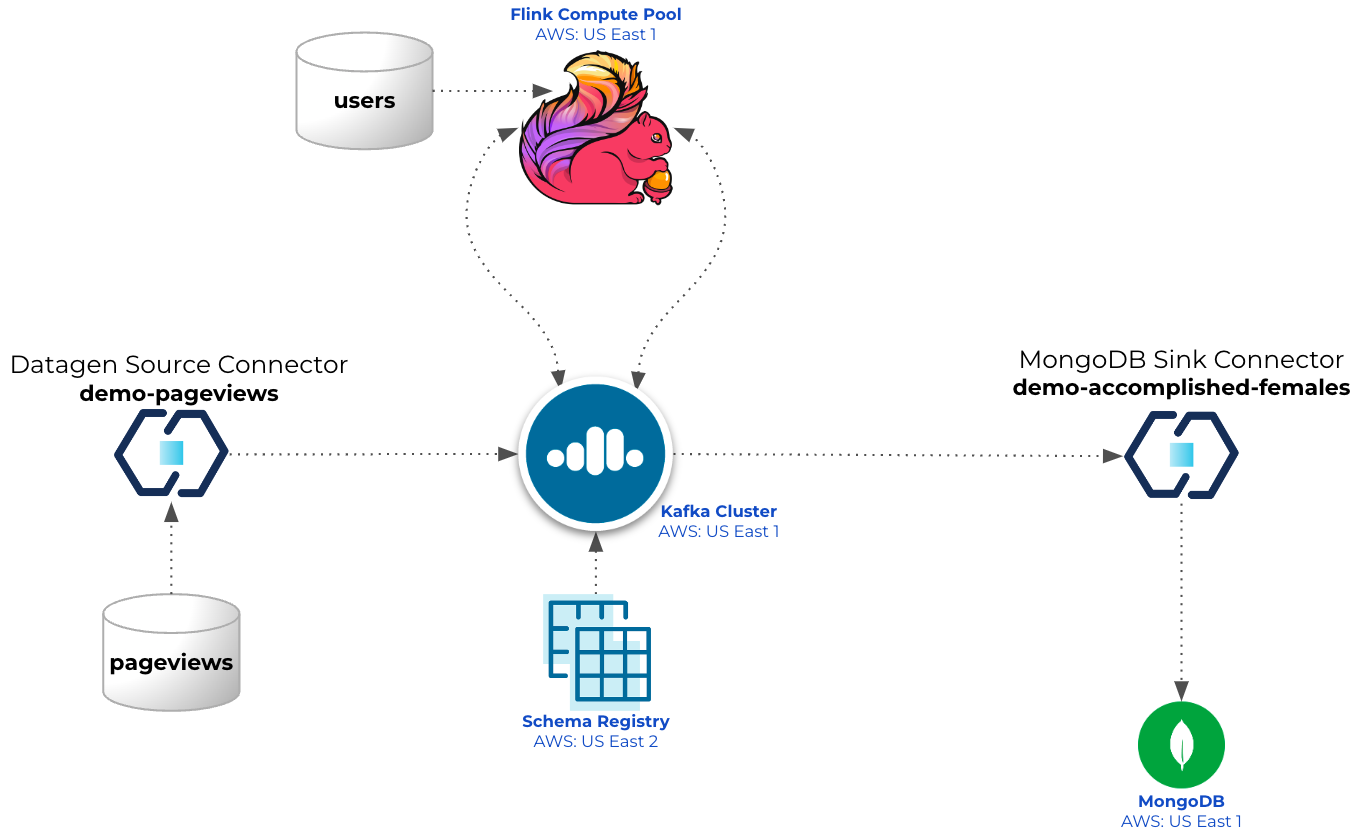 Flink Compute Pool
AWS: US East 1
users
Datagen Source Connector
demo-pageviews
MongoDB Sink Connector
demo-accomplished-females
Kafka Cluster
AWS: US East 1
pageviews
Schema Registry
AWS: US East 2
MongoDB
AWS: US East 1